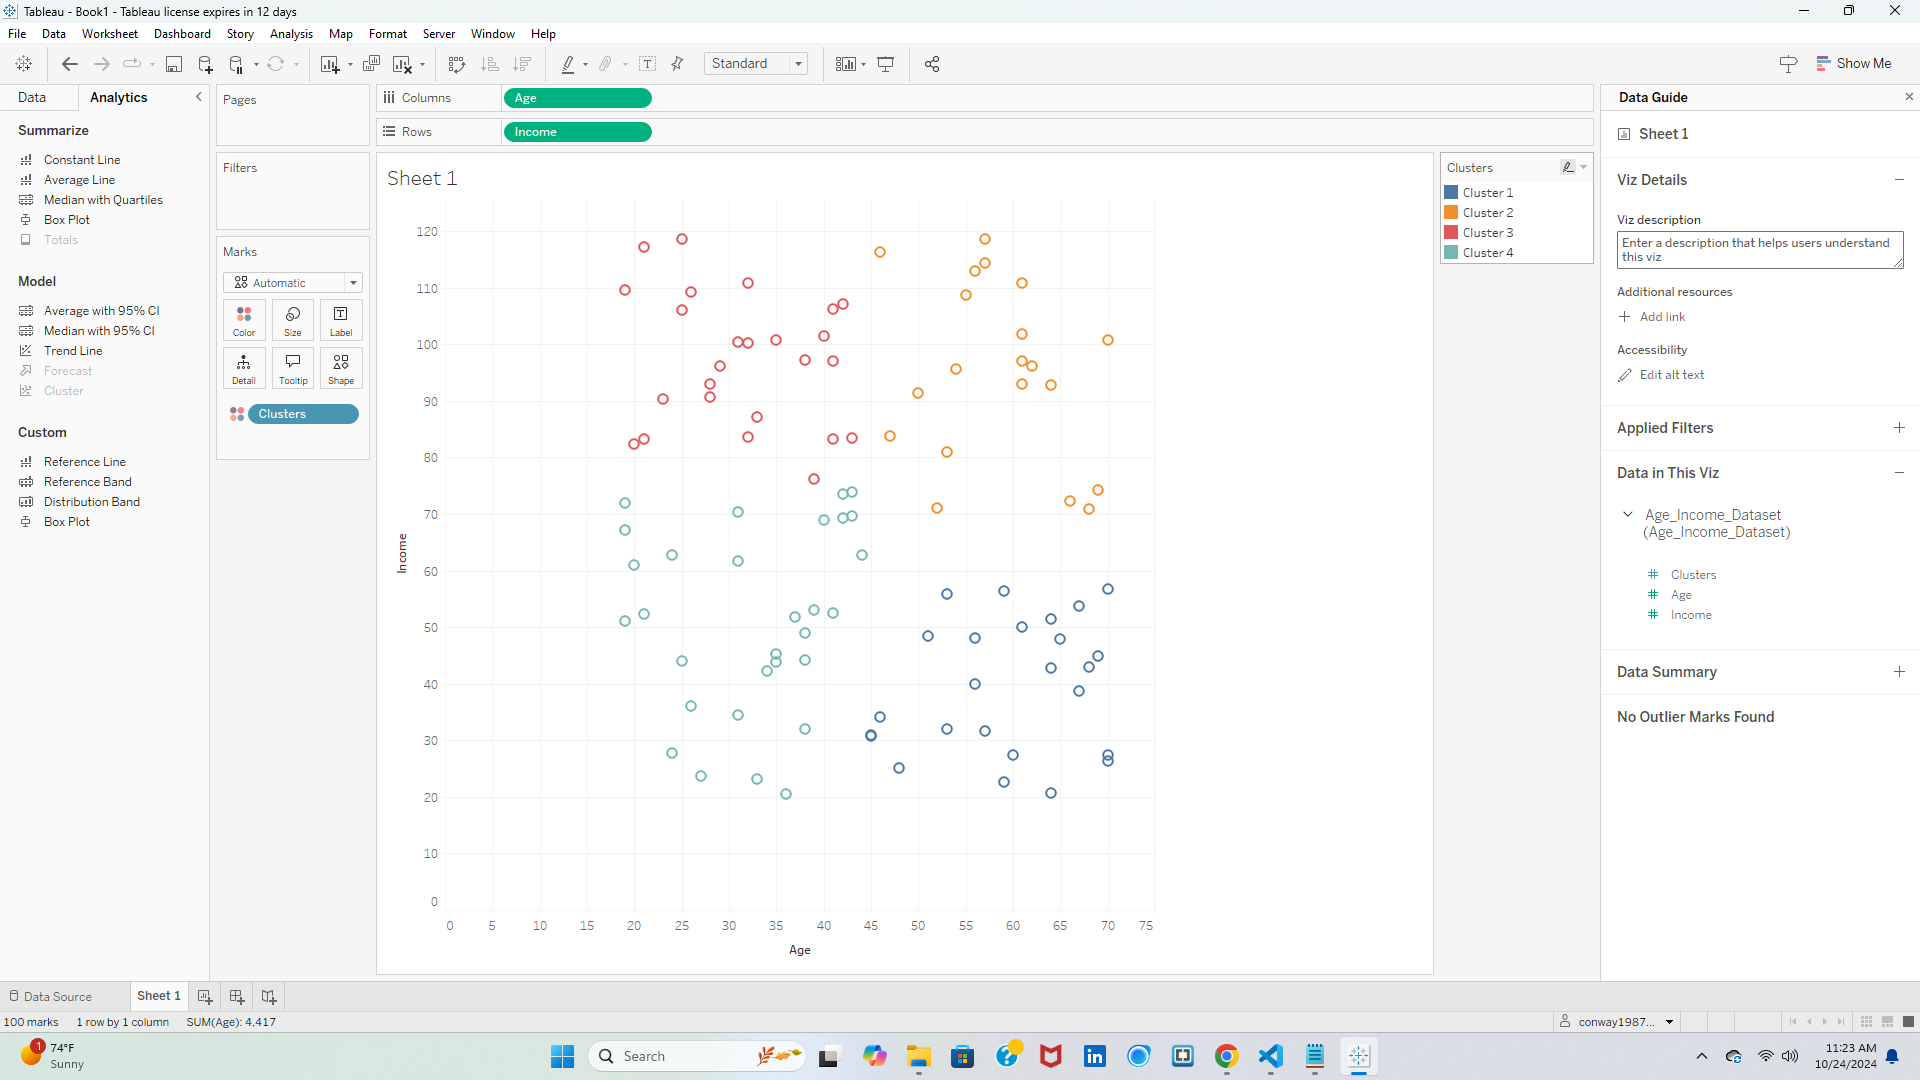 Tableau - Book1 - Tableau license expires in 12 days
File Data Worksheet Dashboard Story Analysis Map Format Server Window Help
Standard
Show Me
Data Analytics
Summarize
Constant Line
Average Line
Median with Quartiles
Box Plot
Totals
Model
Average with 95% CI
Median with 95% CI
Trend Line
Forecast
Cluster
Custom
Reference Line
Reference Band
Distribution Band
Box Plot
Pages
Filters
Marks
Automatic
Color Size Label
Detail Tooltip Shape
Clusters
Columns Age
Rows Income
Sheet 1
120
110
100
90
80
70
60
50
40
30
20
10
0
Income
0 5 10 15 20 25 30 35 40 45 50 55 60 65 70 75
Age
Clusters
Cluster 1
Cluster 2
Cluster 3
Cluster 4
Data Guide
Sheet 1
Viz Details
Viz description
Enter a description that helps users understand
this viz
Additional resources
Add link
Accessibility
Edit alt text
Applied Filters
Data in This Viz
Age_Income_Dataset
(Age_Income_Dataset)
Clusters
Age
Income
Data Summary
No Outlier Marks Found
Data Source Sheet 1
100 marks 1 row by 1 column SUM(Age): 4,417
conway1987...
1
74°F
Sunny
Search
11:23 AM
10/24/2024